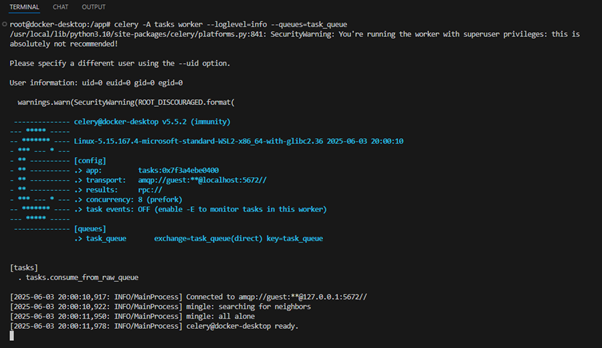 TERMINAL CHAT PORTS
root@docker-desktop:/app# celery -A tasks worker --loglevel=info --queues=task_queue
/usr/local/lib/python3.10/site-packages/celery/platforms.py:841: SecurityWarning: You're running the worker with superuser privileges: this is
absolutely not recommended!
Please specify a different user using the --uid option.
User information: uid=0 euid=0 gid=0 egid=0
  warnings.warn(SecurityWarning(ROOT_DISCOURAGED.format(
 -------------- celery@docker-desktop v5.5.2 (immunity)
--- ***** -----
-- ******* ---- Linux-5.15.167.4-microsoft-standard-WSL2-x86_64-with-glibc2.36 2025-06-03 20:00:10
- *** --- * ---
- ** ---------- [config]
- ** ---------- .> app:         tasks:0x7f3a4ebe0400
- ** ---------- .> transport:   amqp://guest:**@localhost:5672//
- ** ---------- .> results:     rpc://
- *** --- * --- .> concurrency: 8 (prefork)
-- ******* ---- .> task events: OFF (enable -E to monitor tasks in this worker)
--- ***** -----
 -------------- [queues]
                .> task_queue       exchange=task_queue(direct) key=task_queue
[tasks]
  . tasks.consume_from_raw_queue
[2025-06-03 20:00:10,917: INFO/MainProcess] Connected to amqp://guest:**@127.0.0.1:5672//
[2025-06-03 20:00:10,922: INFO/MainProcess] mingle: searching for neighbors
[2025-06-03 20:00:11,950: INFO/MainProcess] mingle: all alone
[2025-06-03 20:00:11,978: INFO/MainProcess] celery@docker-desktop ready.